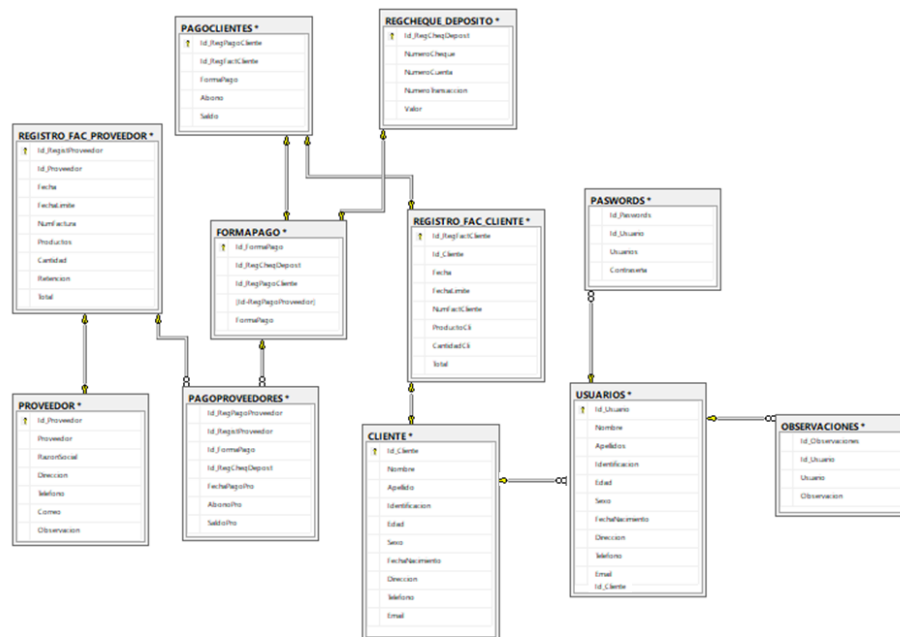 PAGOCLIENTES *
Id_RegPagoCliente
Id_RegFactCliente
FormaPago
Abono
Saldo
REGCHEQUE_DEPOSITO *
Id_RegCheqDepost
NumeroCheque
NumeroCuenta
NumeroTransaccion
Valor
REGISTRO_FAC_PROVEEDOR *
Id_RegistProveedor
Id_Proveedor
Fecha
FechaLimite
NumFactura
Productos
Cantidad
Retencion
Total
FORMAPAGO *
Id_FormaPago
Id_RegCheqDepost
Id_RegPagoCliente
[Id-RegPagoProveedor]
FormaPago
REGISTRO_FAC_CLIENTE *
Id_RegFactCliente
Id_Cliente
Fecha
FechaLimite
NumFactCliente
ProductoCli
CantidadCli
Total
PASWORDS *
Id_Paswords
Id_Usuario
Usuarios
Contraseña
PROVEEDOR *
Id_Proveedor
Proveedor
RazonSocial
Direccion
Telefono
Correo
Observacion
PAGOPROVEEDORES *
Id_RegPagoProveedor
Id_RegistProveedor
Id_FormaPago
Id_RegCheqDepost
FechaPagoPro
AbonoPro
SaldoPro
CLIENTE *
Id_Cliente
Nombre
Apellido
Identificacion
Edad
Sexo
FechaNacimiento
Direccion
Telefono
Email
USUARIOS *
Id_Usuario
Nombre
Apellidos
Identificacion
Edad
Sexo
FechaNacimiento
Direccion
Telefono
Email
Id_Cliente
OBSERVACIONES *
Id_Observaciones
Id_Usuario
Usuario
Observacion